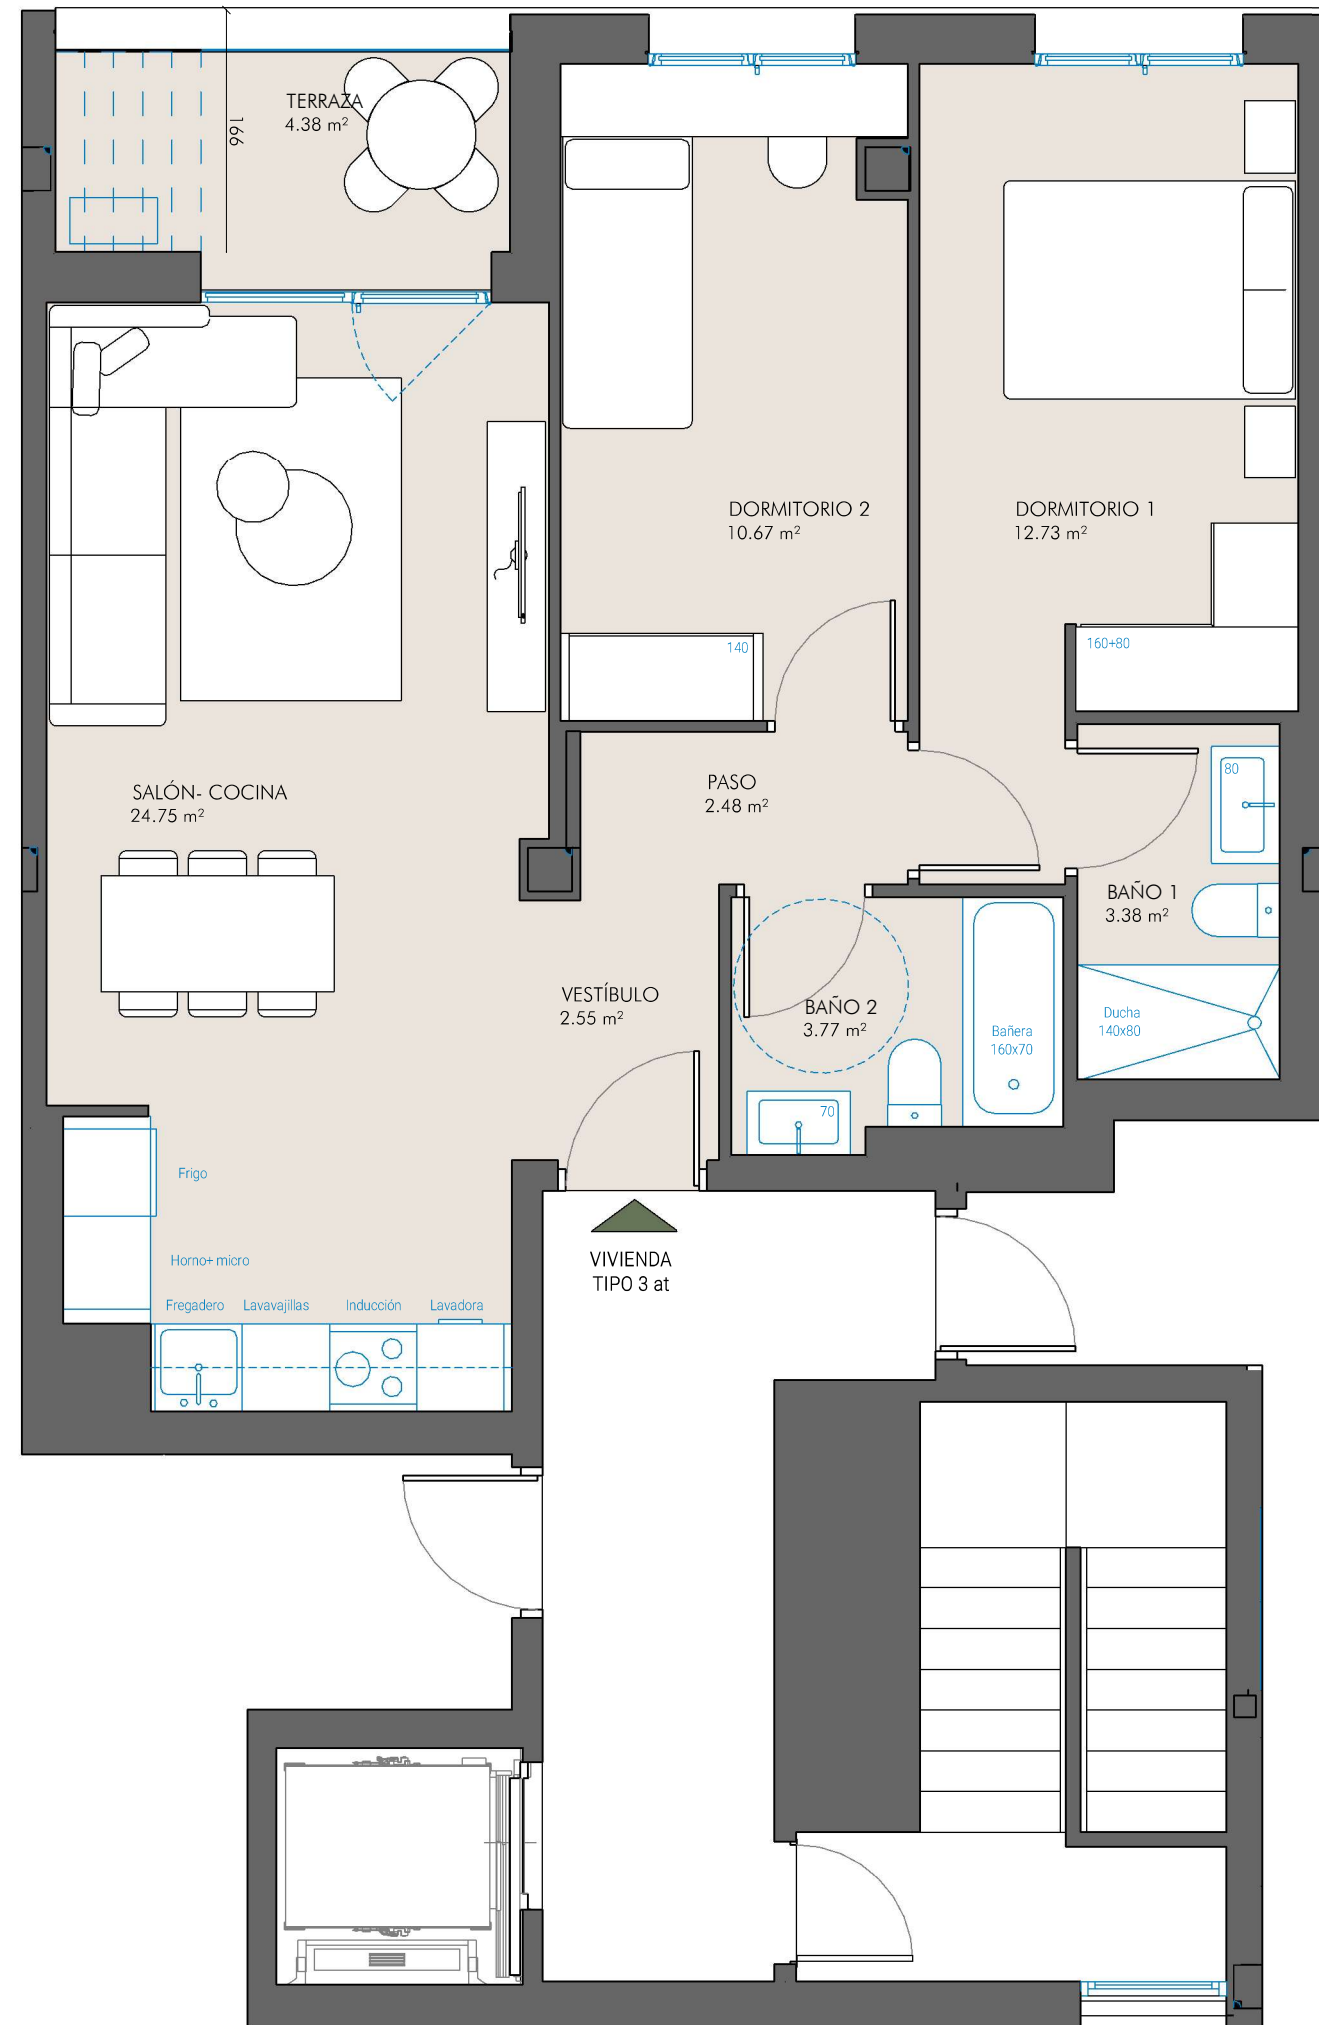 TERRAZA
4.38 m²
166
DORMITORIO 2
10.67 m²
DORMITORIO 1
12.73 m²
140
160+80
SALÓN- COCINA
24.75 m²
PASO
2.48 m²
80
BAÑO 1
3.38 m²
VESTÍBULO
2.55 m²
BAÑO 2
3.77 m²
Bañera
160x70
Ducha
140x80
70
Frigo
Horno+ micro
Fregadero Lavavajillas Inducción Lavadora
VIVIENDA
TIPO 3 at